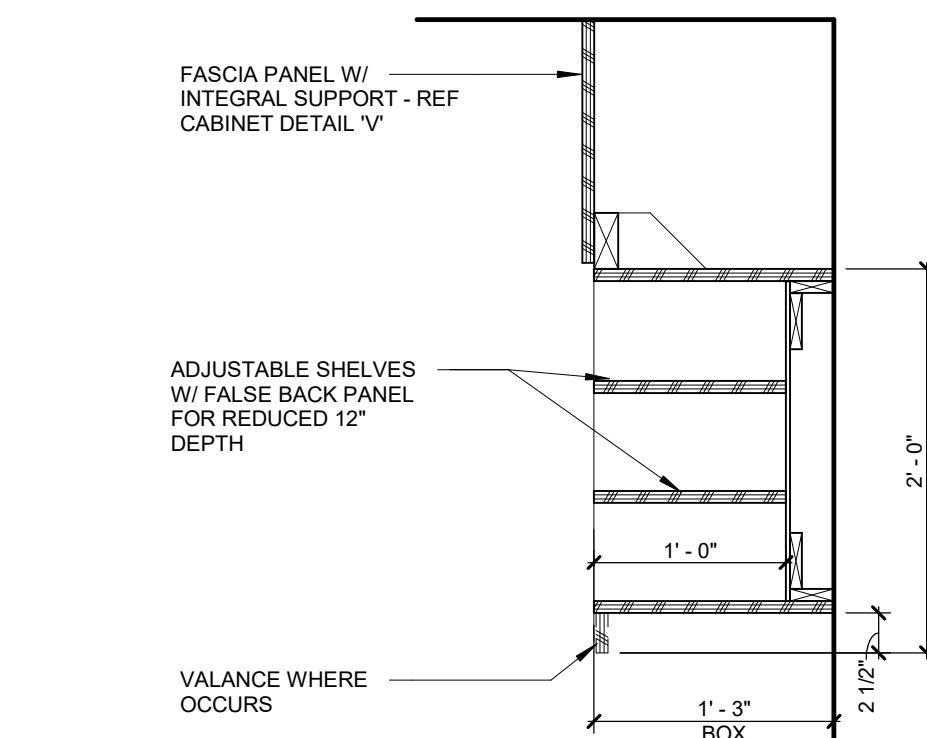 FASCIA PANEL W/
INTEGRAL SUPPORT - REF
CABINET DETAIL 'V'
ADJUSTABLE SHELVES
W/ FALSE BACK PANEL
FOR REDUCED 12"
DEPTH
2' - 0"
1' - 0"
VALANCE WHERE
OCCURS
2 1/2"
1' - 3"
BOX